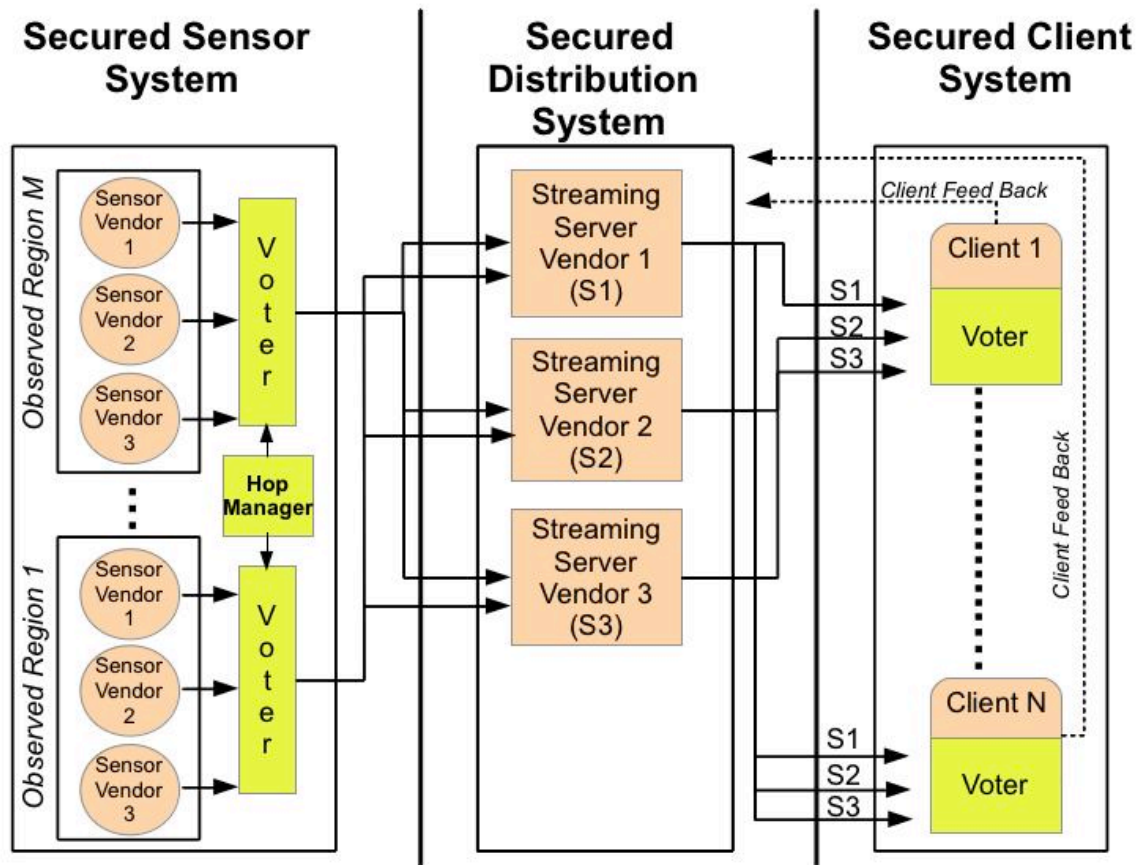 Secured Sensor
System
Secured
Distribution
System
Secured Client
System
Observed Region M
Sensor
Vendor
1
Sensor
Vendor
2
Sensor
Vendor
3
V
o
t
e
r
Hop
Manager
Observed Region 1
Sensor
Vendor
1
Sensor
Vendor
2
Sensor
Vendor
3
V
o
t
e
r
Streaming
Server
Vendor 1
(S1)
Streaming
Server
Vendor 2
(S2)
Streaming
Server
Vendor 3
(S3)
Client Feed Back
Client 1
Voter
S1
S2
S3
Client Feed Back
Client N
Voter
S1
S2
S3